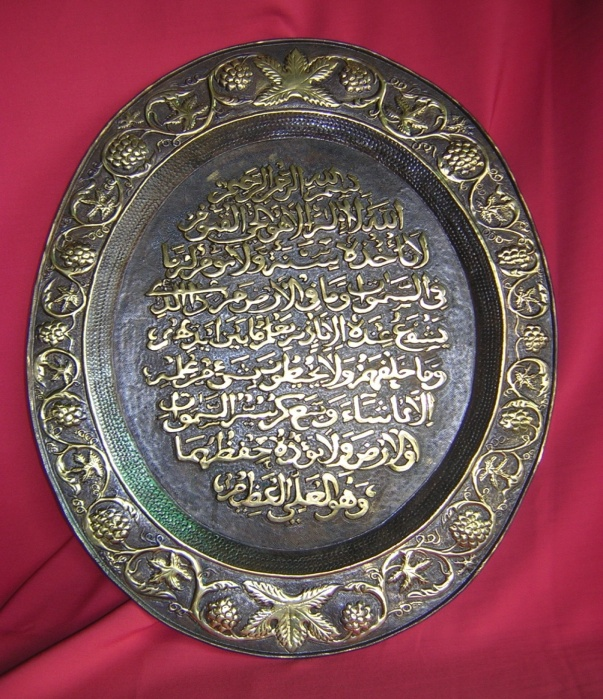 بسم الله الرحمن الرحيم
الله لا إله إلا هو الحي القيوم
لا تأخذه سنة ولا نوم له ما
في السموات وما في الأرض من ذا الذي
يشفع عنده إلا بإذنه يعلم ما بين أيديهم
وما خلفهم ولا يحيطون بشيء من علمه
إلا بما شاء وسع كرسيه السموات
والأرض ولا يؤده حفظهما
وهو العلي العظيم